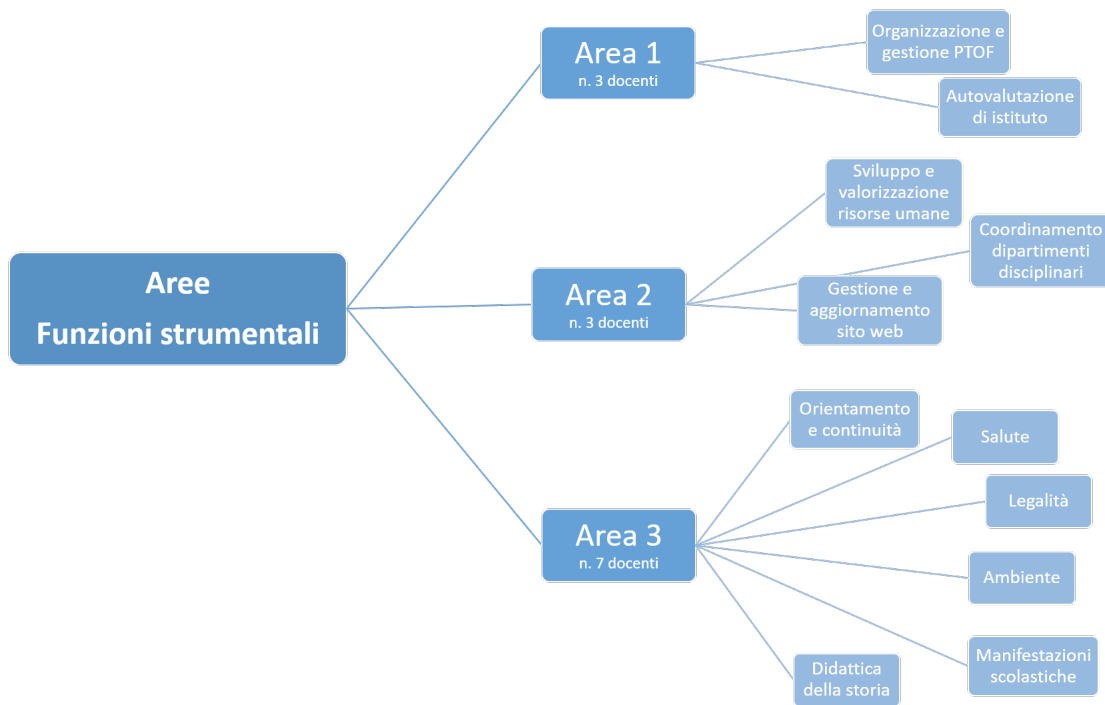 Aree
Funzioni strumentali
Area 1
n. 3 docenti
Organizzazione e
gestione PTOF
Autovalutazione
di istituto
Area 2
n. 3 docenti
Sviluppo e
valorizzazione
risorse umane
Coordinamento
dipartimenti
disciplinari
Gestione e
aggiornamento
sito web
Area 3
n. 7 docenti
Orientamento
e continuità
Salute
Legalità
Ambiente
Manifestazioni
scolastiche
Didattica
della storia